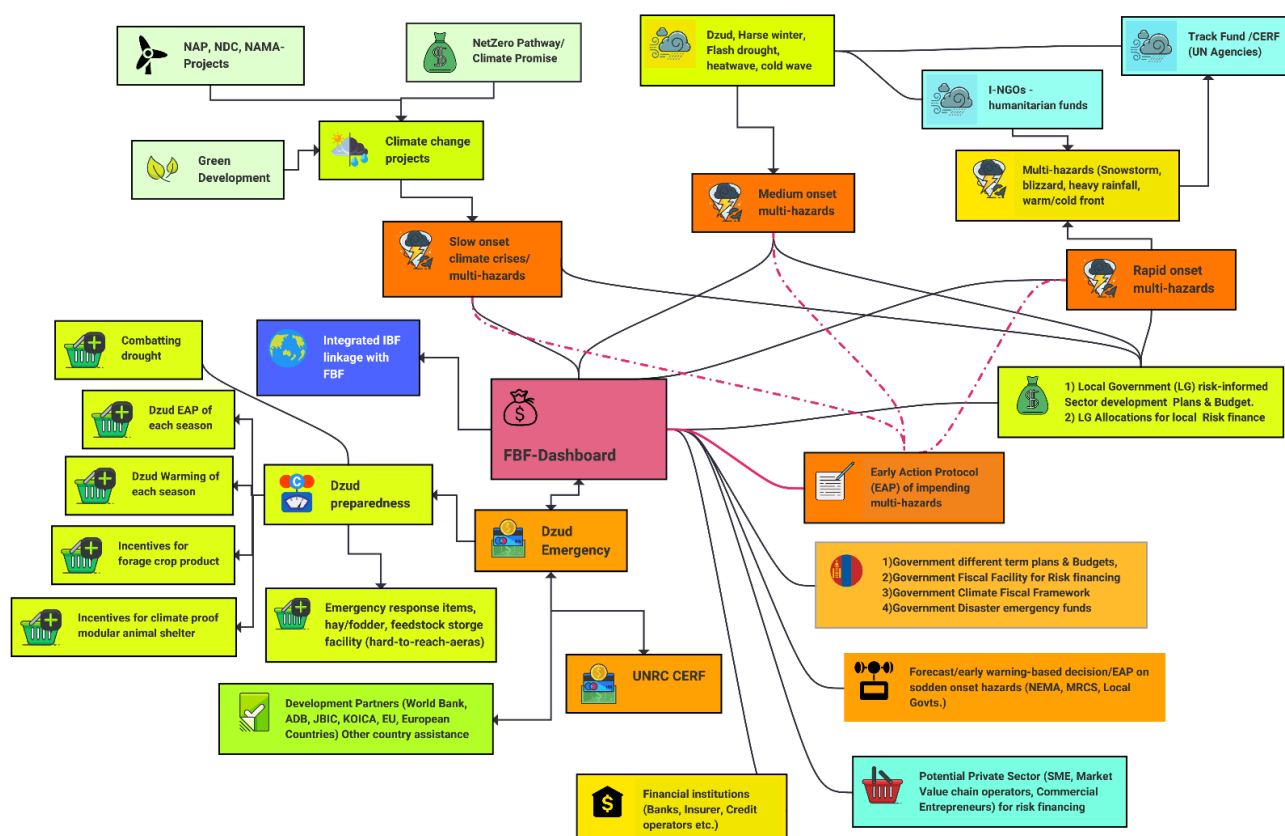 NAP, NDC, NAMA-
Projects
NetZero Pathway/
Climate Promise
Dzud, Harse winter,
Flash drought,
heatwave, cold wave
Track Fund /CERF
(UN Agencies)
I-NGOs -
humanitarian funds
Green
Development
Climate change
projects
Medium onset
multi-hazards
Multi-hazards (Snowstorm,
blizzard, heavy rainfall,
warm/cold front
Slow onset
climate crises/
multi-hazards
Rapid onset
multi-hazards
Combatting
drought
Integrated IBF
linkage with
FBF
FBF-Dashboard
1) Local Government (LG) risk-informed
Sector development Plans & Budget.
2) LG Allocations for local Risk finance
Dzud EAP of
each season
Dzud Warming of
each season
Dzud
preparedness
Early Action Protocol
(EAP) of impending
multi-hazards
Dzud
Emergency
Incentives for
forage crop product
1)Government different term plans & Budgets,
2)Government Fiscal Facility for Risk financing
3)Government Climate Fiscal Framework
4)Government Disaster emergency funds
Incentives for climate proof
modular animal shelter
Emergency response items,
hay/fodder, feedstock storge
facility (hard-to-reach-aeras)
UNRC CERF
Forecast/early warning-based decision/EAP on
sodden onset hazards (NEMA, MRCS, Local
Govts.)
Development Partners (World Bank,
ADB, JBIC, KOICA, EU, European
Countries) Other country assistance
Financial institutions
(Banks, Insurer, Credit
operators etc.)
Potential Private Sector (SME, Market
Value chain operators, Commercial
Entrepreneurs) for risk financing